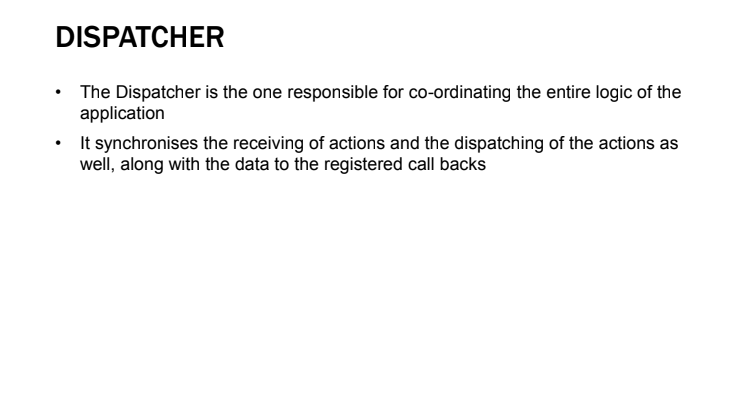 DISPATCHER
• The Dispatcher is the one responsible for co-ordinating the entire logic of the
application
• It synchronises the receiving of actions and the dispatching of the actions as
well, along with the data to the registered call backs